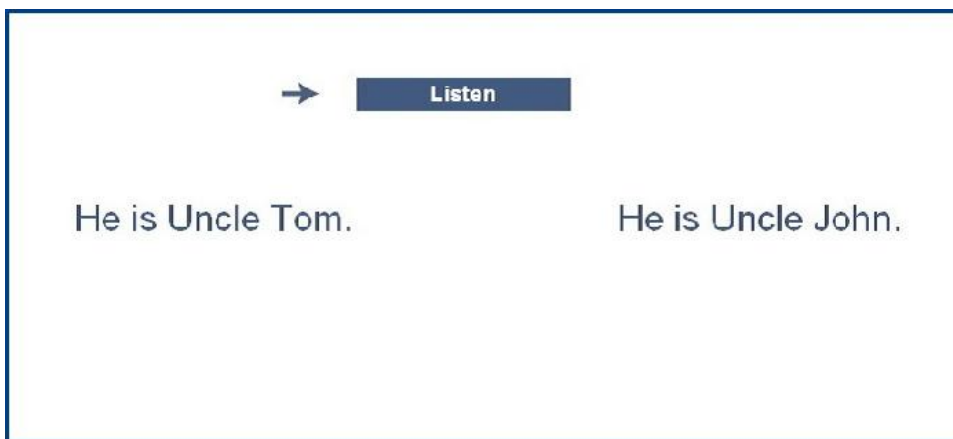 Listen
He is Uncle Tom.
He is Uncle John.